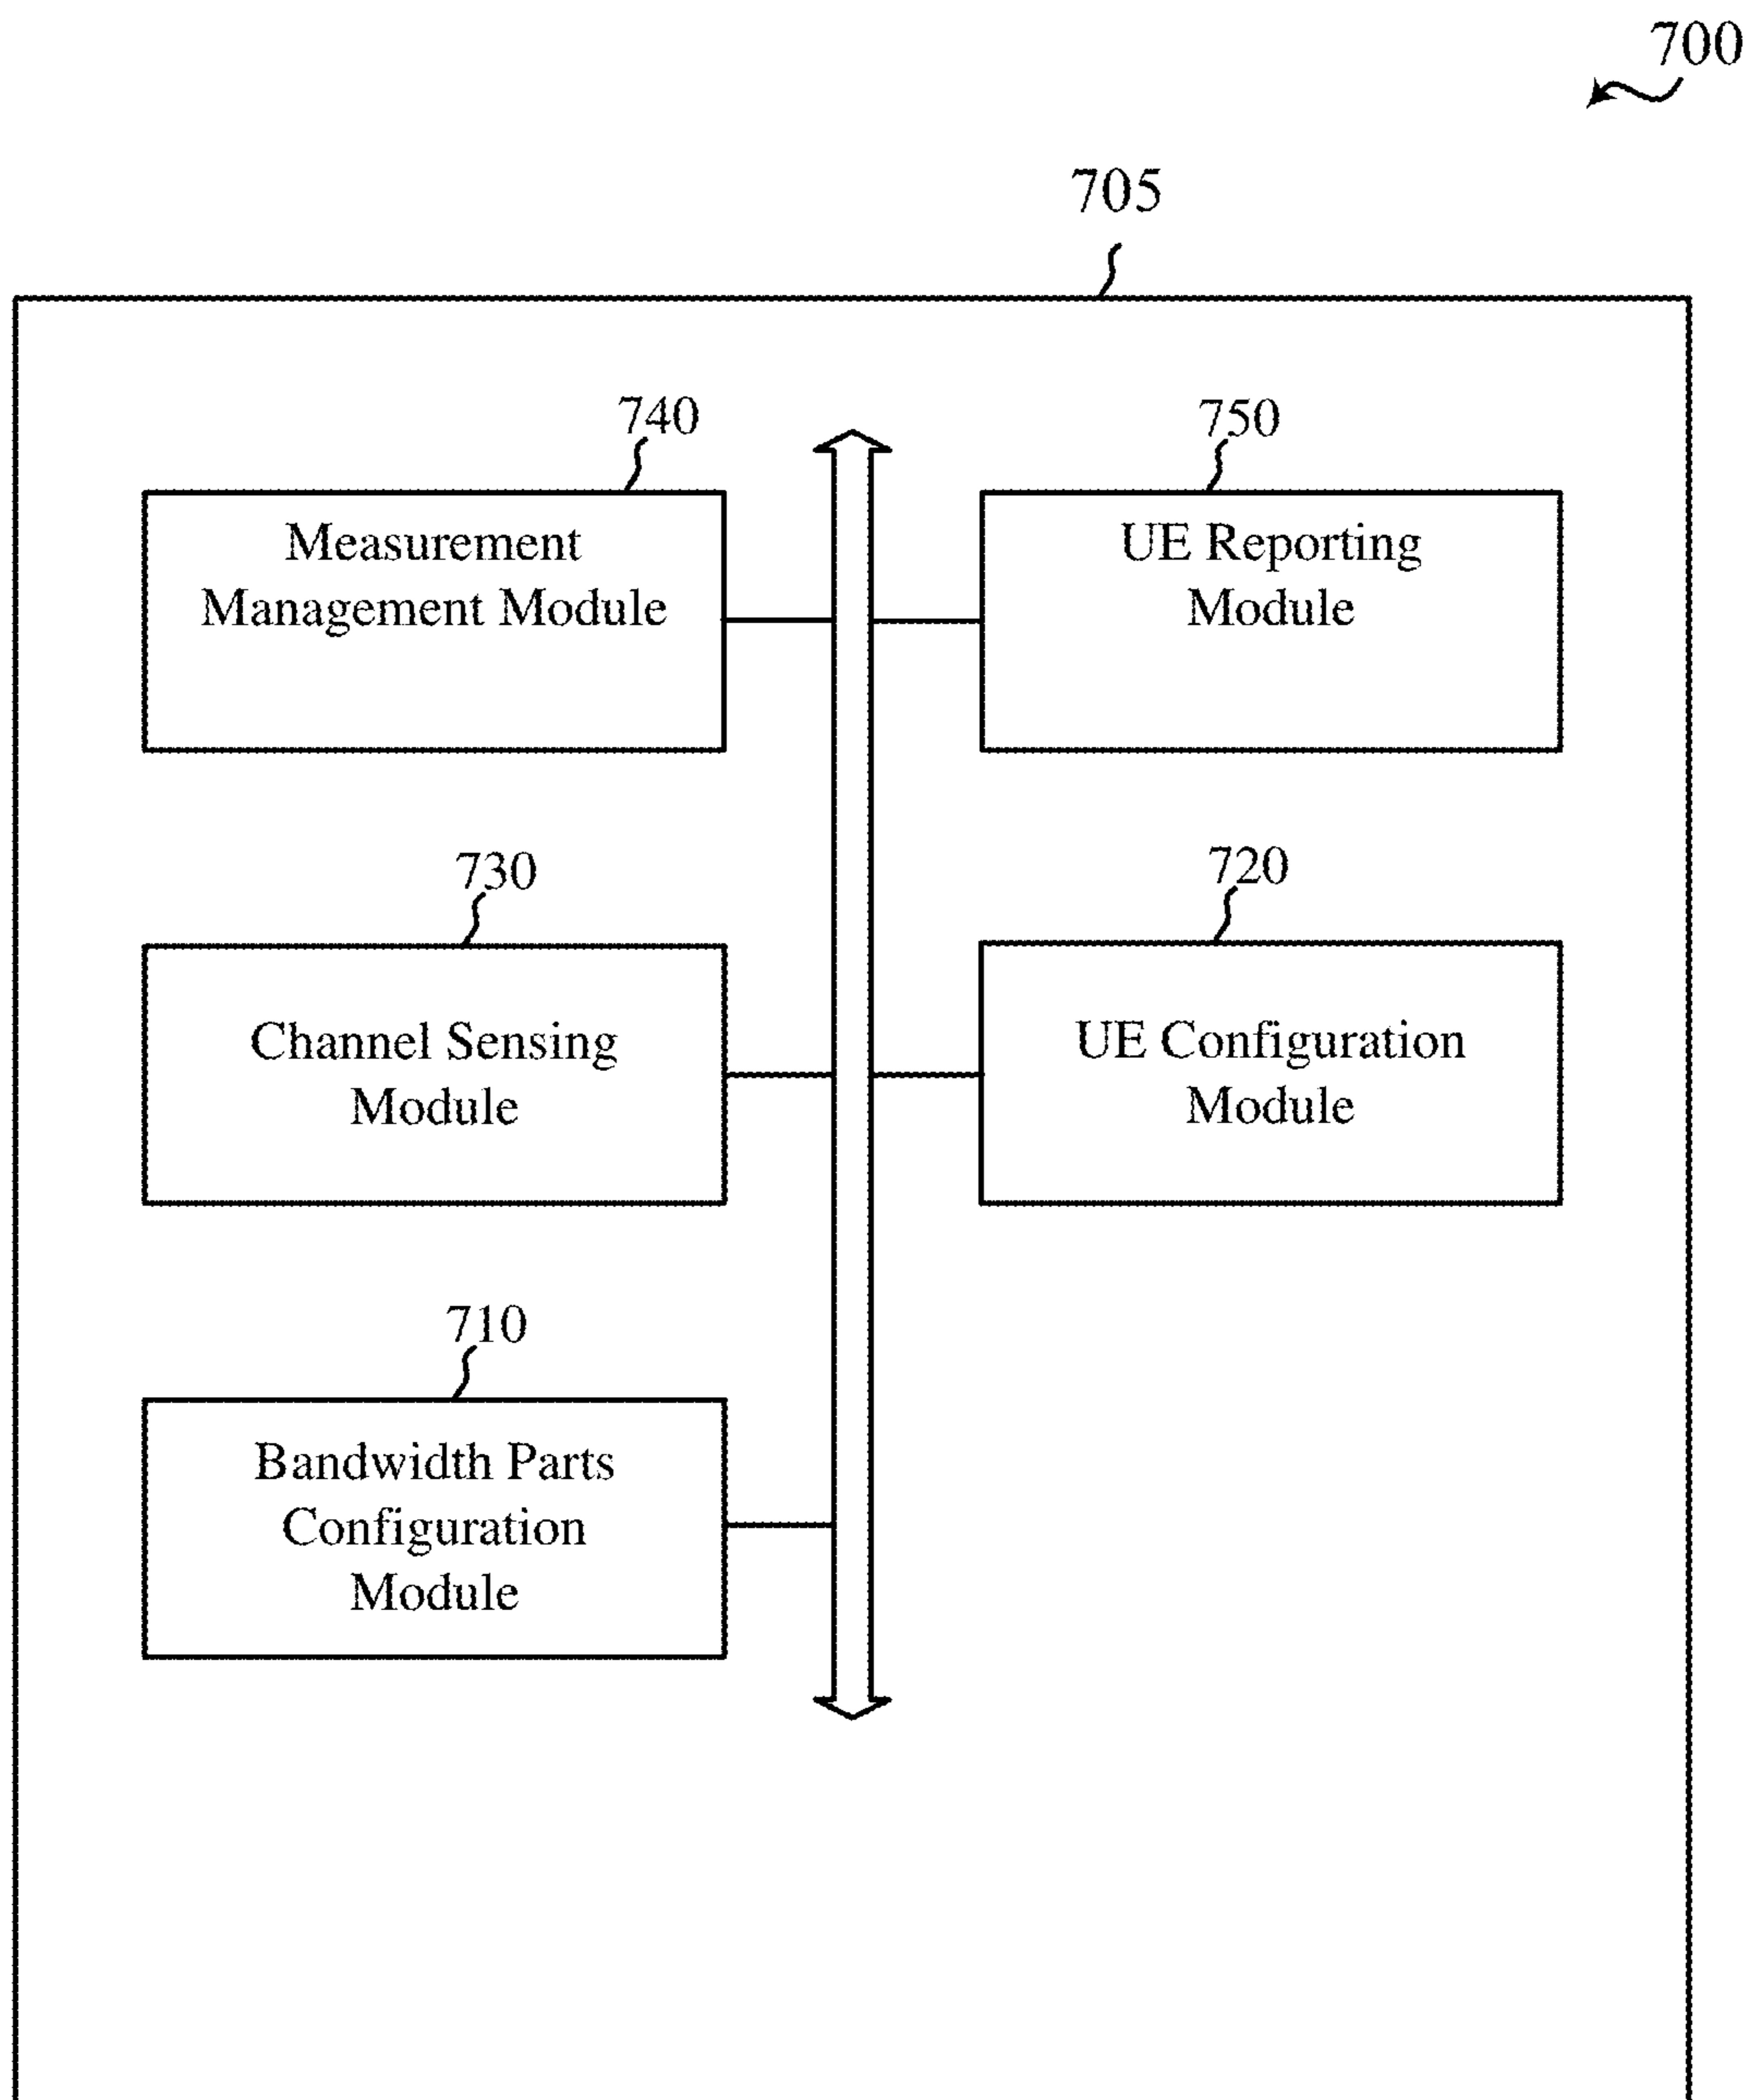 700
705
740
Measurement
Management Module
750
UE Reporting
Module
730
Channel Sensing
Module
720
UE Configuration
Module
710
Bandwidth Parts
Configuration
Module